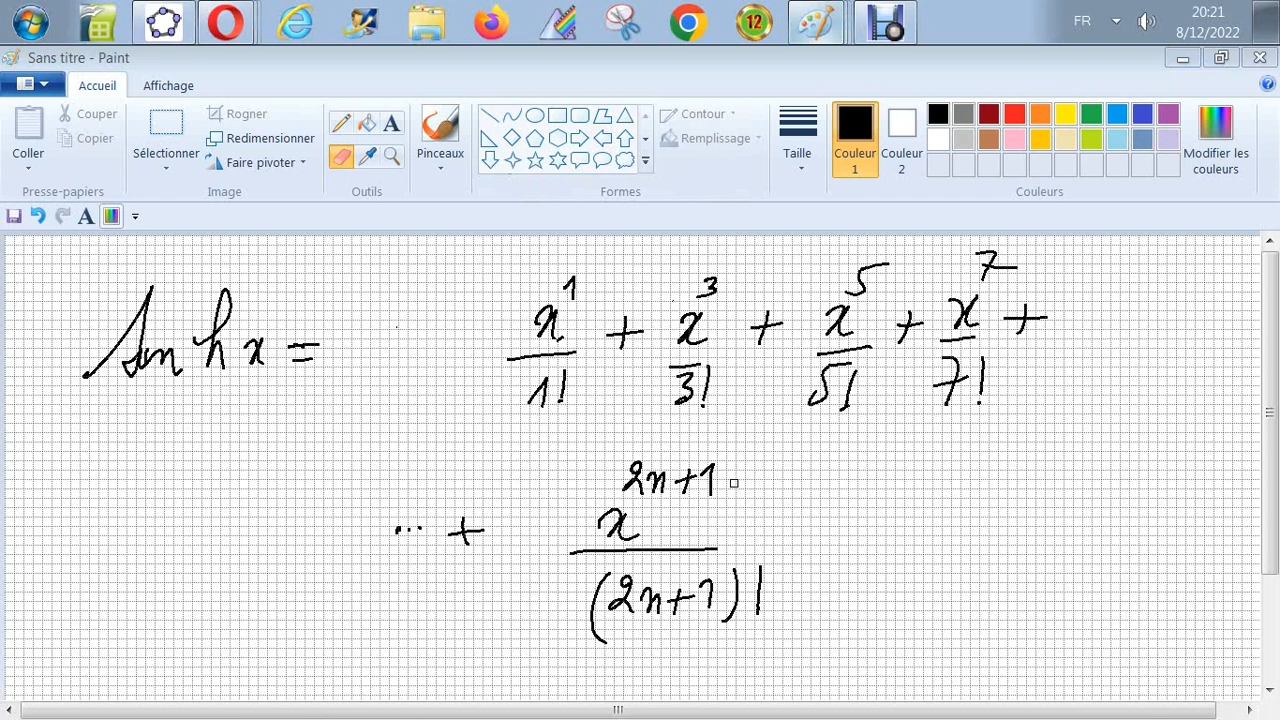 12
FR
20:21
8/12/2022
Sans titre - Paint
Accueil Affichage
Coller
Couper
Copier
Presse-papiers
Sélectionner
Rogner
Redimensionner
Faire pivoter
Image
A
Outils
Pinceaux
Contour
Remplissage
Formes
Taille
Couleur 1
Couleur 2
Modifier les couleurs
Couleurs
A
sinh x = x^1/1! + x^3/3! + x^5/5! + x^7/7! +
... + x^(2n+1)/(2n+1)!